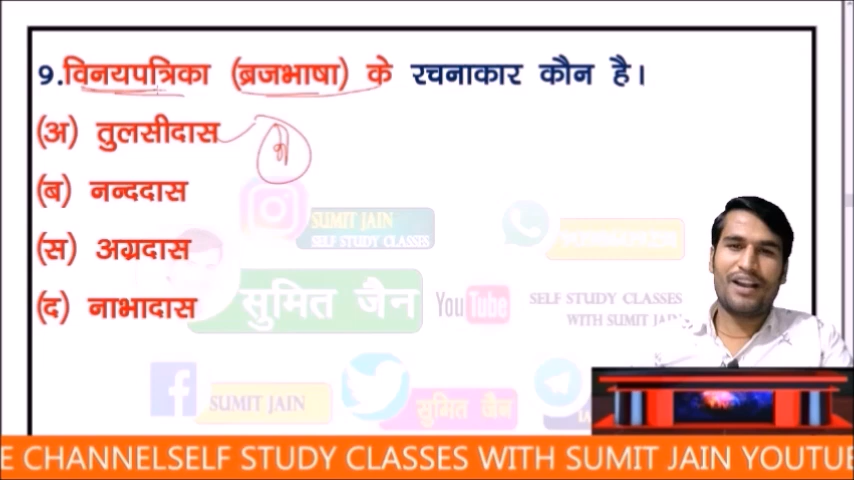 9.विनयपत्रिका (ब्रजभाषा) के रचनाकार कौन है।
(अ) तुलसीदास
में
(ब) नन्ददास
(स) अग्रदास
(द) नाभादास
SUMIT JAIN
SELF STUDY CLASSES
सुमित जैन
YouTube
SELF STUDY CLASSES
WITH SUMIT JAIN
SUMIT JAIN
सुमित जैन
E CHANNELSELF STUDY CLASSES WITH SUMIT JAIN YOUTUBE